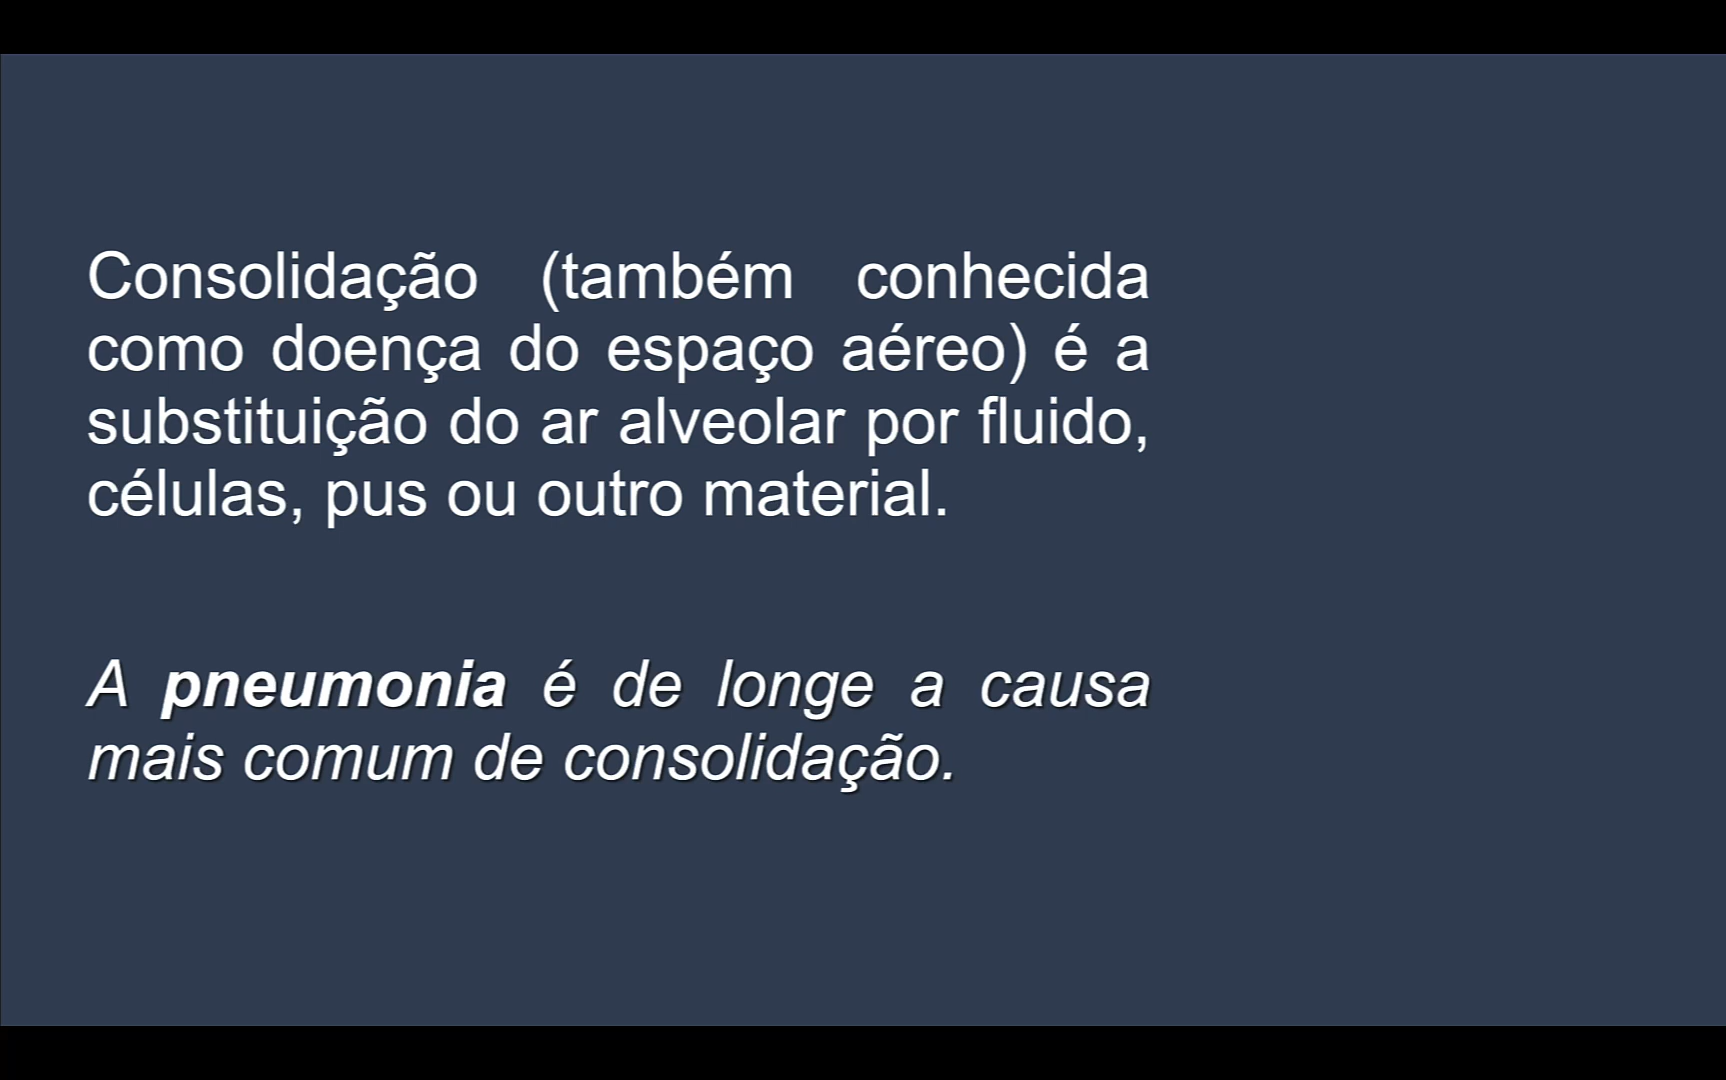 Consolidação (também conhecida
como doença do espaço aéreo) é a
substituição do ar alveolar por fluido,
células, pus ou outro material.
A pneumonia é de longe a causa
mais comum de consolidação.